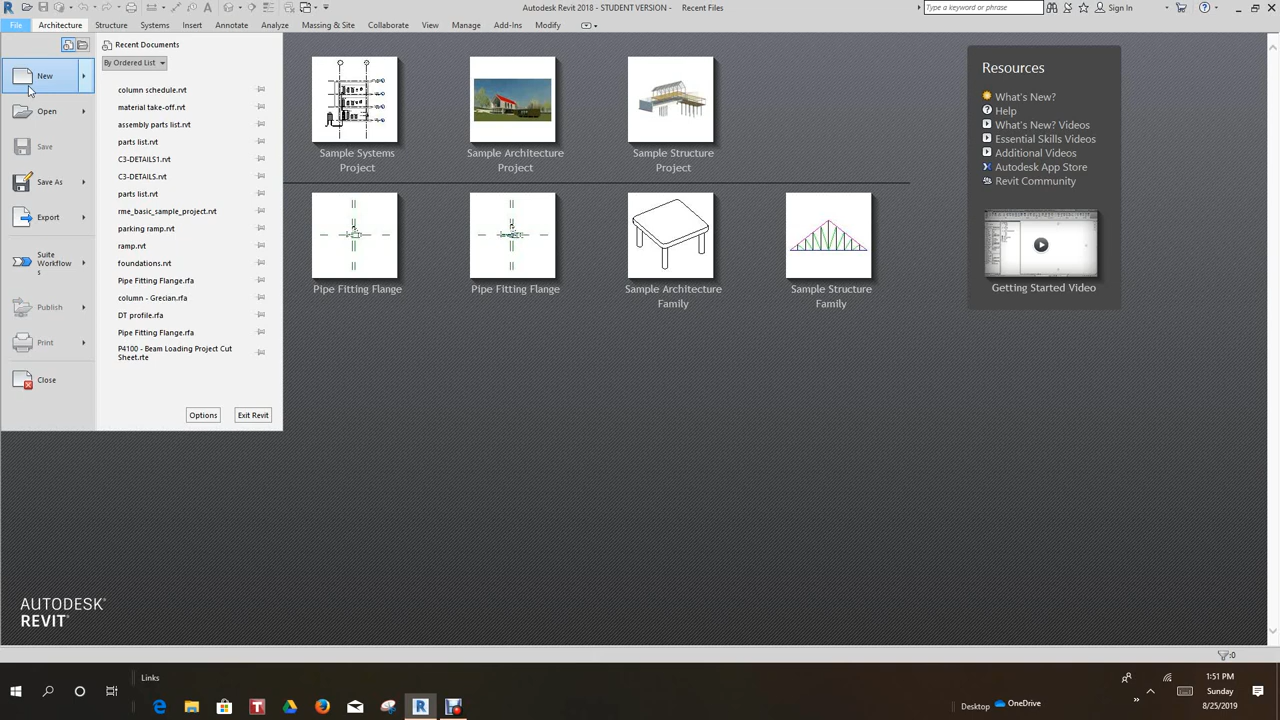 Autodesk Revit 2018 - STUDENT VERSION - Recent Files
Type a keyword or phrase
Sign In
File Architecture Structure Systems Insert Annotate Analyze Massing & Site Collaborate View Manage Add-Ins Modify
Recent Documents
By Ordered List
New
Open
Save
Save As
Export
Suite
Workflow
s
Publish
Print
Close
column schedule.rvt
material take-off.rvt
assembly parts list.rvt
parts list.rvt
C3-DETAILS1.rvt
C3-DETAILS.rvt
parts list.rvt
rme_basic_sample_project.rvt
parking ramp.rvt
ramp.rvt
foundations.rvt
Pipe Fitting Flange.rfa
column - Grecian.rfa
DT profile.rfa
Pipe Fitting Flange.rfa
P4100 - Beam Loading Project Cut
Sheet.rte
Options
Exit Revit
Sample Systems
Project
Sample Architecture
Project
Sample Structure
Project
Pipe Fitting Flange
Pipe Fitting Flange
Sample Architecture
Family
Sample Structure
Family
Resources
What's New?
Help
What's New? Videos
Essential Skills Videos
Additional Videos
Autodesk App Store
Revit Community
Getting Started Video
AUTODESK®
REVIT®
:0
Links
1:51 PM
Sunday
8/25/2019
Desktop
OneDrive